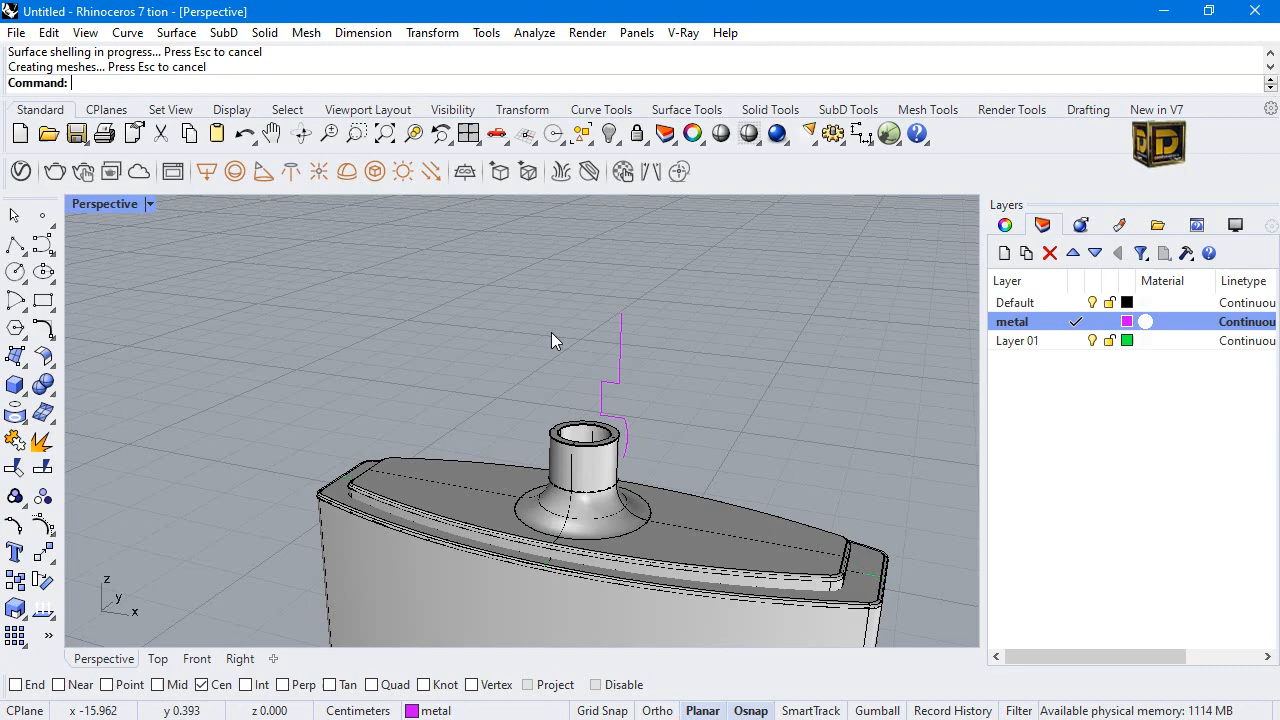 Untitled - Rhinoceros 7 tion - [Perspective]
File Edit View Curve Surface SubD Solid Mesh Dimension Transform Tools Analyze Render Panels V-Ray Help
Surface shelling in progress... Press Esc to cancel
Creating meshes... Press Esc to cancel
Command:
Standard CPlanes Set View Display Select Viewport Layout Visibility Transform Curve Tools Surface Tools Solid Tools SubD Tools Mesh Tools Render Tools Drafting New in V7
Perspective
Layers
Layer Material Linetype
Default Continuou
metal Continuou
Layer 01 Continuou
z
y
x
Perspective Top Front Right
End Near Point Mid Cen Int Perp Tan Quad Knot Vertex Project Disable
CPlane x -15.962 y 0.393 z 0.000 Centimeters metal Grid Snap Ortho Planar Osnap SmartTrack Gumball Record History Filter Available physical memory: 1114 MB